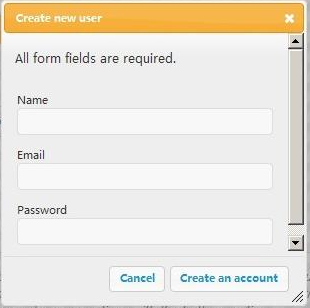 Create new user
All form fields are required.
Name
Email
Password
Cancel
Create an account